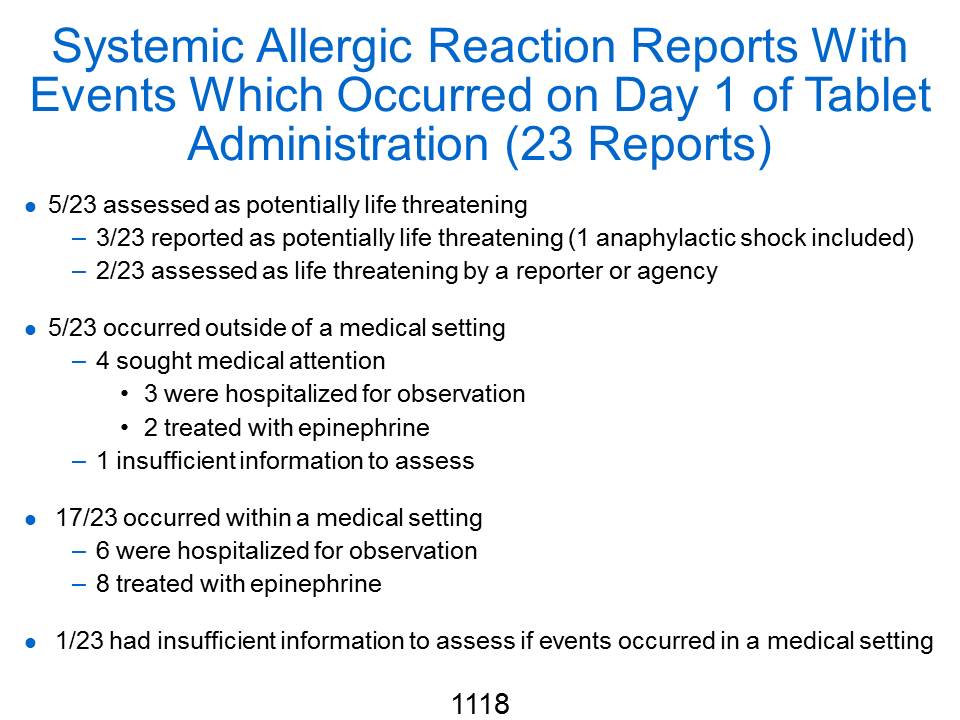 Systemic Allergic Reaction Reports With
Events Which Occurred on Day 1 of Tablet
Administration (23 Reports)
● 5/23 assessed as potentially life threatening
– 3/23 reported as potentially life threatening (1 anaphylactic shock included)
– 2/23 assessed as life threatening by a reporter or agency
● 5/23 occurred outside of a medical setting
– 4 sought medical attention
• 3 were hospitalized for observation
• 2 treated with epinephrine
– 1 insufficient information to assess
● 17/23 occurred within a medical setting
– 6 were hospitalized for observation
– 8 treated with epinephrine
● 1/23 had insufficient information to assess if events occurred in a medical setting
1118